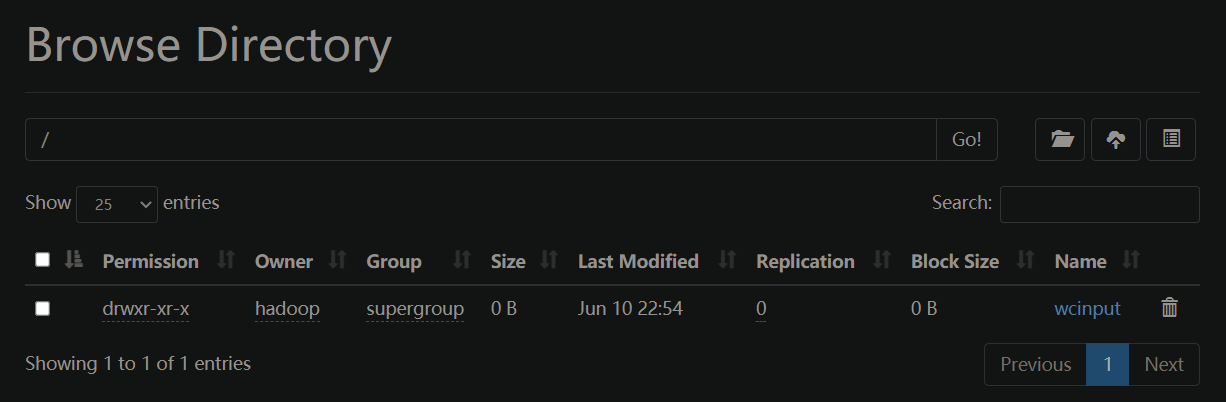 Browse Directory
/ Go!
Show 25 entries Search:
Permission Owner Group Size Last Modified Replication Block Size Name
drwxr-xr-x hadoop supergroup 0 B Jun 10 22:54 0 0 B wcinput
Showing 1 to 1 of 1 entries Previous 1 Next